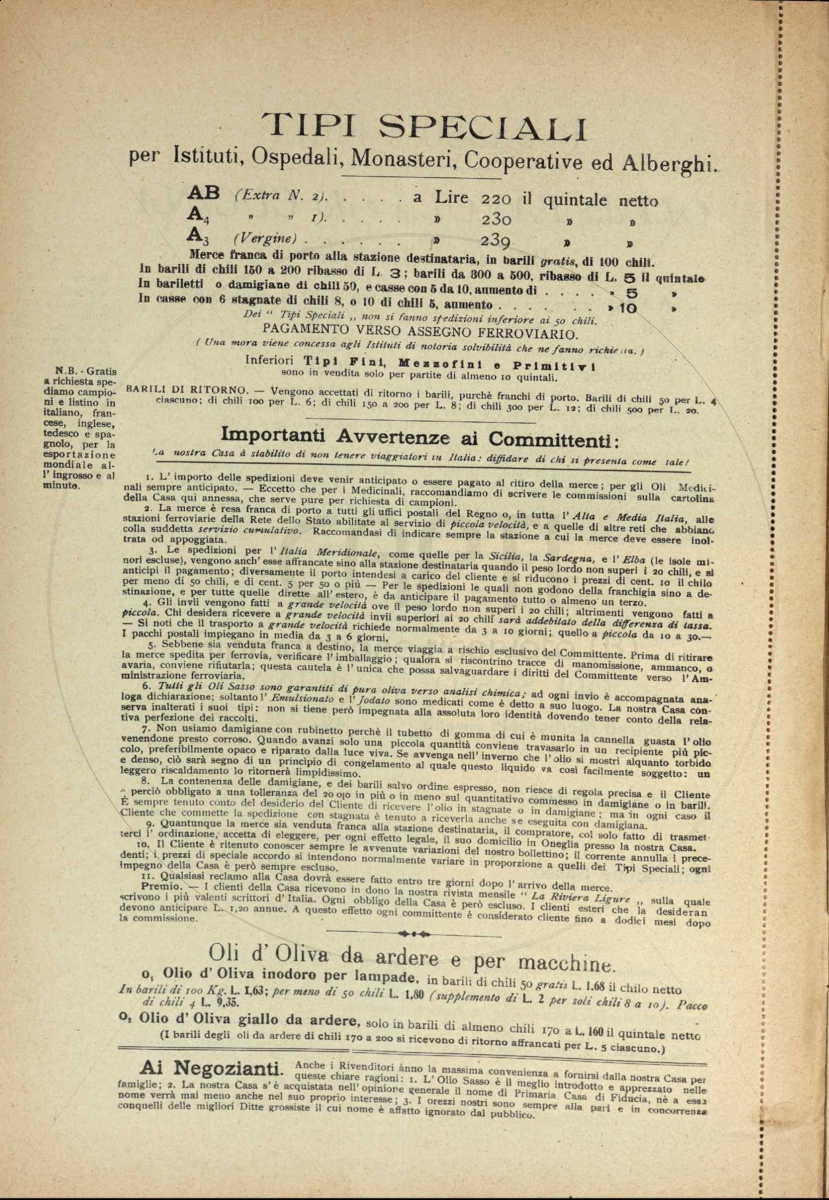 TIPI SPECIALI
per Istituti, Ospedali, Monasteri, Cooperative ed Alberghi.
AB (Extra N. 2). . . . . a Lire 220 il quintale netto
A4 " " 1). . . . . » 230 » »
A3 (Vergine) . . . . . . » 239 » »
Merce franca di porto alla stazione destinataria, in barili gratis, di 100 chili.
In barili di chili 150 a 200 ribasso di L. 3; barili da 300 a 500, ribasso di L. 5 il quintale
In bariletti o damigiane di chili 50, e casse con 5 da 10, aumento di . . . . » 5 »
In casse con 6 stagnate di chili 8, o 10 di chili 5, aumento . . . . . . . » 10 »
Dei " Tipi Speciali „ non si fanno spedizioni inferiore ai 50 chili.
PAGAMENTO VERSO ASSEGNO FERROVIARIO.
( Una mora viene concessa agli Istituti di notoria solvibilità che ne fanno richiesta. )
Inferiori Tipi Fini, Mezzofini e Primitivi
sono in vendita solo per partite di almeno 10 quintali.
N.B. - Gratis
a richiesta spe-
diamo campio-
ni e listino in
italiano, fran-
cese, inglese,
tedesco e spa-
gnolo, per la
esportazione
mondiale al-
l' ingrosso e al
minuto.
BARILI DI RITORNO. — Vengono accettati di ritorno i barili, purchè franchi di porto. Barili di chili 50 per L. 4
ciascuno; di chili 100 per L. 6; di chili 150 a 200 per L. 8; di chili 300 per L. 12; di chili 500 per L. 20.
Importanti Avvertenze ai Committenti:
La nostra Casa à stabilito di non tenere viaggiatori in Italia: diffidare di chi si presenta come tale!
1. L' importo delle spedizioni deve venir anticipato o essere pagato al ritiro della merce; per gli Oli Medici-
nali sempre anticipato. — Eccetto che per i Medicinali, raccomandiamo di scrivere le commissioni sulla cartolina
della Casa qui annessa, che serve pure per richiesta di campioni.
2. La merce è resa franca di porto a tutti gli uffici postali del Regno o, in tutta l' Alta e Media Italia, alle
stazioni ferroviarie della Rete dello Stato abilitate al servizio di piccola velocità, e a quelle di altre reti che abbiano
colla suddetta servizio cumulativo. Raccomandasi di indicare sempre la stazione a cui la merce deve essere inol-
trata od appoggiata.
3. Le spedizioni per l' Italia Meridionale, come quelle per la Sicilia, la Sardegna, e l' Elba (le isole mi-
nori escluse), vengono anch' esse affrancate sino alla stazione destinataria quando il peso lordo non superi i 20 chili, e si
anticipi il pagamento; diversamente il porto intendesi a carico del cliente e si riducono i prezzi di cent. 10 il chilo
per meno di 50 chili, e di cent. 5 per 50 o più — Per le spedizioni le quali non godono della franchigia sino a de-
stinazione, e per tutte quelle dirette all' estero, è da anticipare il pagamento tutto o almeno un terzo.
4. Gli invii vengono fatti a grande velocità ove il peso lordo non superi i 20 chili; altrimenti vengono fatti a
piccola. Chi desidera ricevere a grande velocità invii superiori ai 20 chili sarà addebitato della differenza di tassa.
— Si noti che il trasporto a grande velocità richiede normalmente da 3 a 10 giorni; quello a piccola da 10 a 30.—
I pacchi postali impiegano in media da 3 a 6 giorni.
5. Sebbene sia venduta franca a destino, la merce viaggia a rischio esclusivo del Committente. Prima di ritirare
la merce spedita per ferrovia, verificare l' imballaggio; qualora si riscontrino tracce di manomissione, ammanco, o
avaria, conviene rifiutarla; questa cautela è l' unica che possa salvaguardare i diritti del Committente verso l' Am-
ministrazione ferroviaria.
6. Tutti gli Oli Sasso sono garantiti di pura oliva verso analisi chimica; ad ogni invio è accompagnata ana-
loga dichiarazione; soltanto l' Emulsionato e l' Jodato sono medicati come è detto a suo luogo. La nostra Casa con-
serva inalterati i suoi tipi: non si tiene però impegnata alla assoluta loro identità dovendo tener conto della rela-
tiva perfezione dei raccolti.
7. Non usiamo damigiane con rubinetto perchè il tubetto di gomma di cui è munita la cannella guasta l' olio
venendone presto corroso. Quando avanzi solo una piccola quantità conviene travasarlo in un recipiente più pic-
colo, preferibilmente opaco e riparato dalla luce viva. Se avvenga nell' inverno che l' olio si mostri alquanto torbido
e denso, ciò sarà segno di un principio di congelamento al quale questo liquido va così facilmente soggetto: un
leggero riscaldamento lo ritornerà limpidissimo.
8. La contenenza delle damigiane, e dei barili salvo ordine espresso, non riesce di regola precisa e il Cliente
è perciò obbligato a una tolleranza del 20 0/0 in più o in meno sul quantitativo commesso in damigiane o in barili.
È sempre tenuto conto del desiderio del Cliente di ricevere l' olio in stagnate o in damigiane; ma in ogni caso il
Cliente che commette la spedizione con stagnata è tenuto a riceverla anche se eseguita con damigiana.
9. Quantunque la merce sia venduta franca alla stazione destinataria, il compratore, col solo fatto di trasmet-
terci l' ordinazione, accetta di eleggere, per ogni effetto legale, il suo domicilio in Oneglia presso la nostra Casa.
10. Il Cliente è ritenuto conoscer sempre le avvenute variazioni del nostro bollettino; il corrente annulla i prece-
denti; i prezzi di speciale accordo si intendono normalmente variare in proporzione a quelli dei Tipi Speciali; ogni
impegno della Casa è però sempre escluso.
11. Qualsiasi reclamo alla Casa dovrà essere fatto entro tre giorni dopo l' arrivo della merce.
Premio. — I clienti della Casa ricevono in dono la nostra rivista mensile " La Riviera Ligure „ sulla quale
scrivono i più valenti scrittori d' Italia. Ogni obbligo della Casa è però escluso. I clienti esteri che la desideran
devono anticipare L. 1,20 annue. A questo effetto ogni committente è considerato cliente fino a dodici mesi dopo
la commissione.
Oli d' Oliva da ardere e per macchine.
O1 Olio d' Oliva inodoro per lampade, in barili di chili 50 gratis L. 1.68 il chilo netto
In barili di 100 Kg. L. 1,63; per meno di 50 chili L. 1,80 (supplemento di L. 2 per soli chili 8 a 10). Pacco
di chili 4 L. 9,35.
O2 Olio d' Oliva giallo da ardere, solo in barili di almeno chili 170 a L. 160 il quintale netto
(I barili degli oli da ardere di chili 170 a 200 si ricevono di ritorno affrancati per L. 5 ciascuno.)
Ai Negozianti. Anche i Rivenditori ànno la massima convenienza a fornirsi dalla nostra Casa per
queste chiare ragioni: 1. L' Olio Sasso è il meglio introdotto e apprezzato nelle
famiglie; 2. La nostra Casa s' è acquistata nell' opinione generale il nome di Primaria Casa di Fiducia, nè a esso
nome verrà mai meno anche nel suo proprio interesse; 3. I orezzi nostri sono sempre alla pari e in concorrenza
conquelli delle migliori Ditte grossiste il cui nome è affatto ignorato dal pubblico.